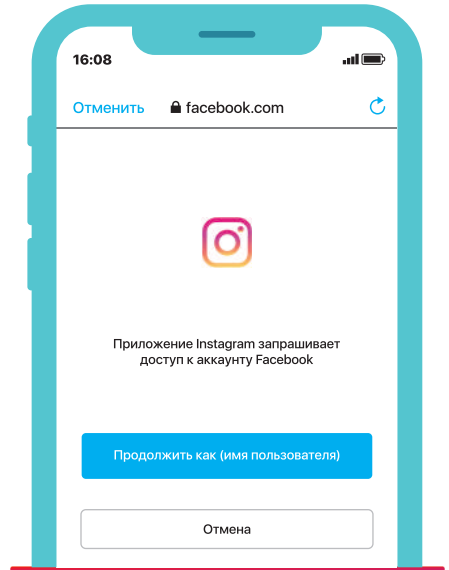 16:08
Отменить facebook.com
Приложение Instagram запрашивает
доступ к аккаунту Facebook
Продолжить как (имя пользователя)
Отмена